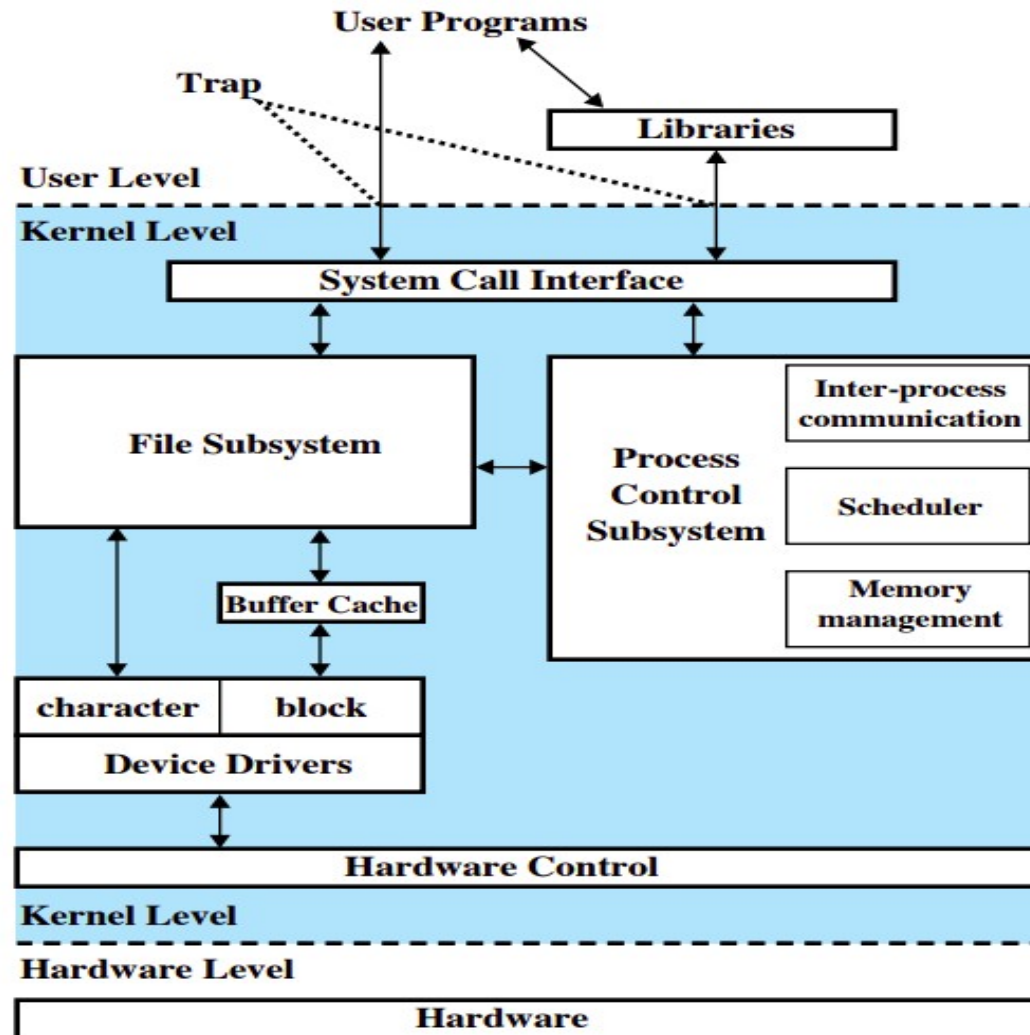 User Programs
Trap
Libraries
User Level
Kernel Level
System Call Interface
File Subsystem
Process
Control
Subsystem
Inter-process
communication
Scheduler
Memory
management
Buffer Cache
character
block
Device Drivers
Hardware Control
Kernel Level
Hardware Level
Hardware